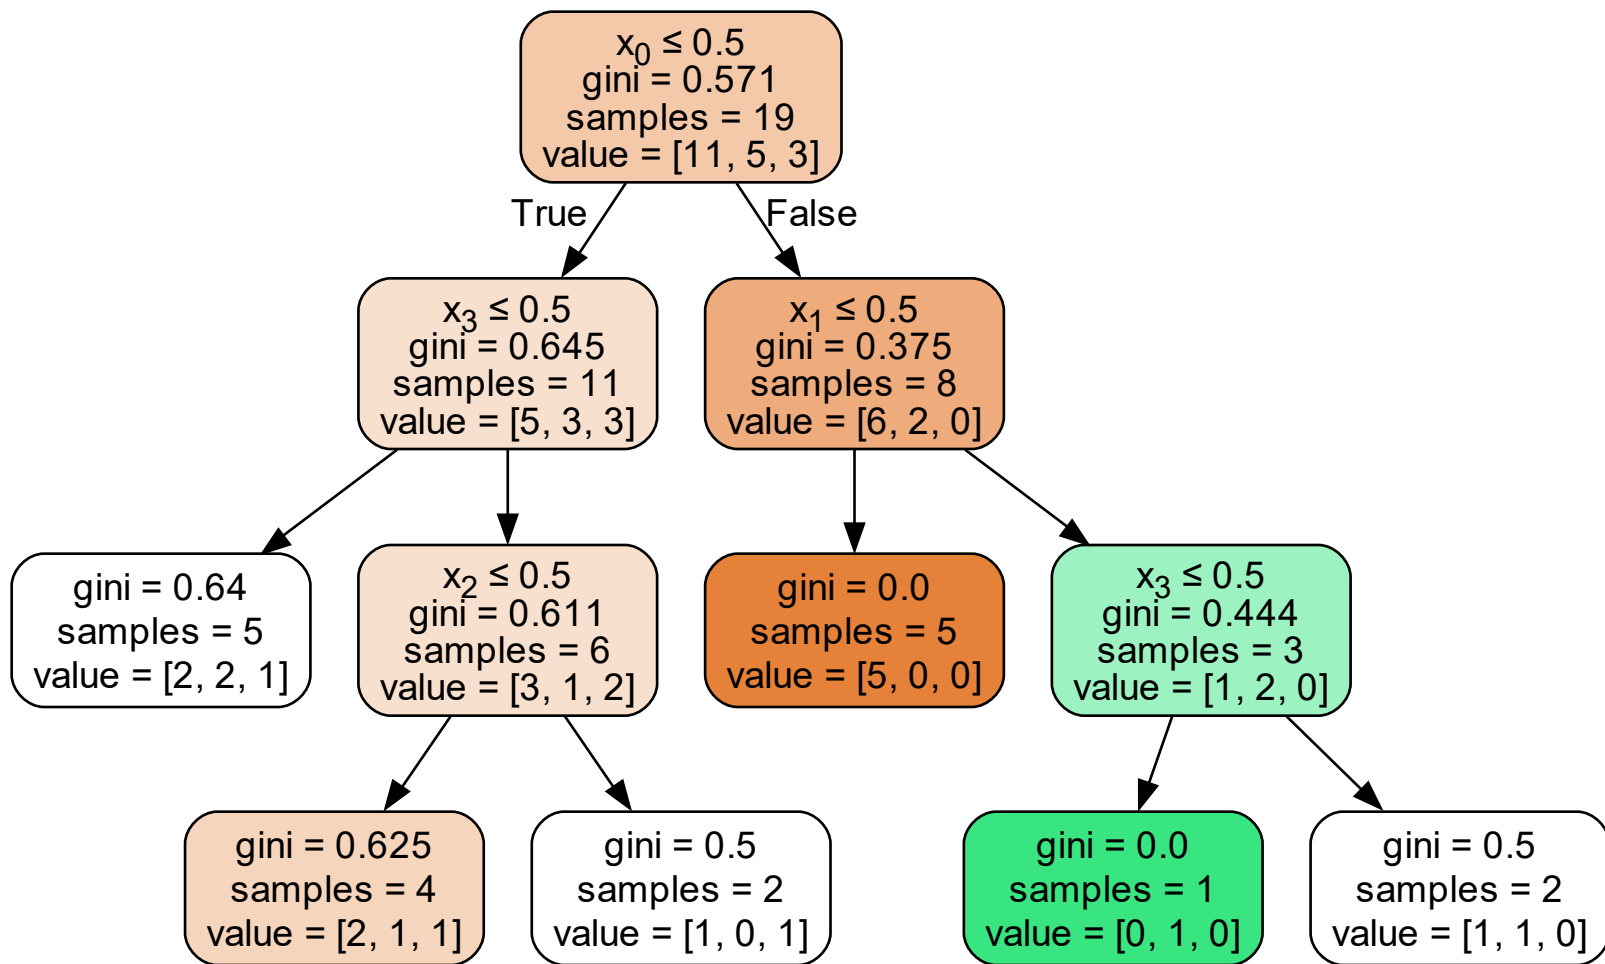 x₀ ≤ 0.5
gini = 0.571
samples = 19
value = [11, 5, 3]
True
False
x₃ ≤ 0.5
gini = 0.645
samples = 11
value = [5, 3, 3]
x₁ ≤ 0.5
gini = 0.375
samples = 8
value = [6, 2, 0]
gini = 0.64
samples = 5
value = [2, 2, 1]
x₂ ≤ 0.5
gini = 0.611
samples = 6
value = [3, 1, 2]
gini = 0.0
samples = 5
value = [5, 0, 0]
x₃ ≤ 0.5
gini = 0.444
samples = 3
value = [1, 2, 0]
gini = 0.625
samples = 4
value = [2, 1, 1]
gini = 0.5
samples = 2
value = [1, 0, 1]
gini = 0.0
samples = 1
value = [0, 1, 0]
gini = 0.5
samples = 2
value = [1, 1, 0]